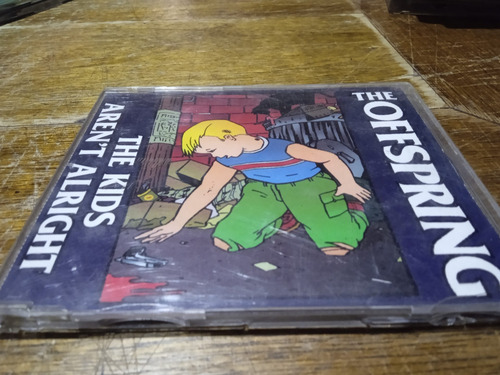 THE OFFSPRING
THE KIDS
AREN'T ALRIGHT